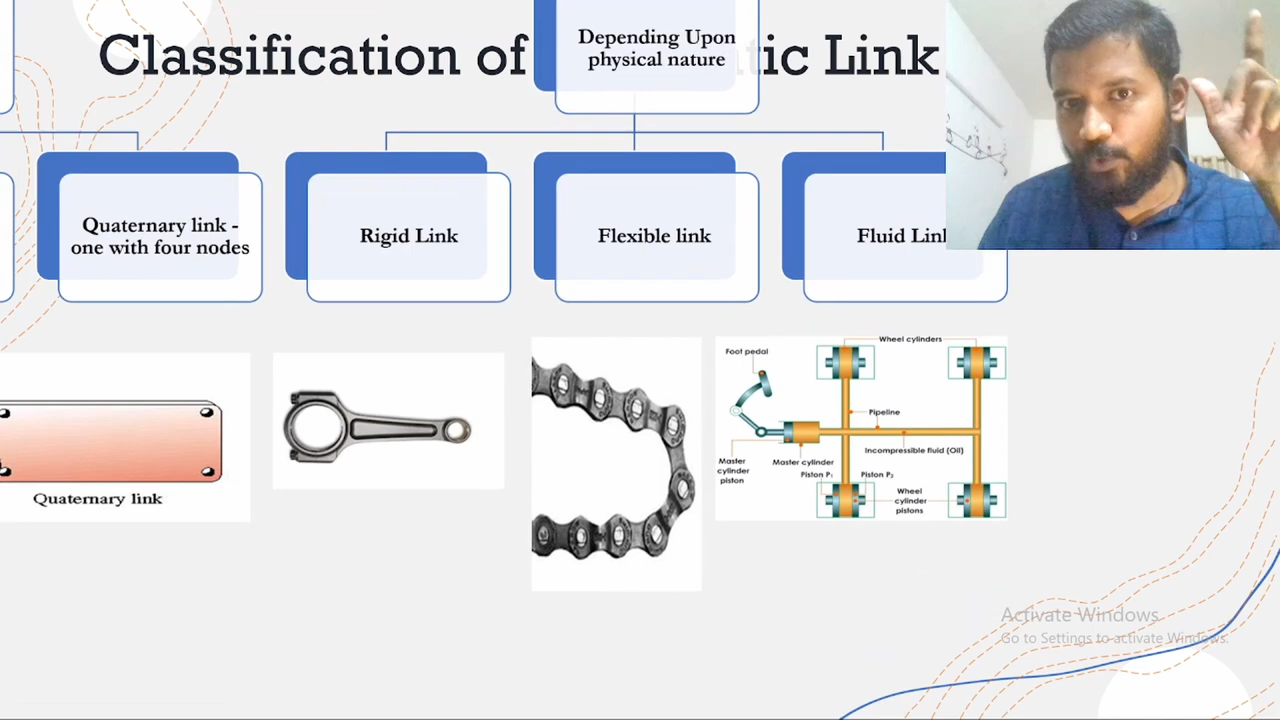 Classification of
tic Link
Depending Upon
physical nature
Quaternary link -
one with four nodes
Rigid Link
Flexible link
Fluid Link
Quaternary link
Wheel cylinders
Foot pedal
Pipeline
Incompressible fluid (Oil)
Master
cylinder
piston
Master cylinder
Piston P₁
Piston P₂
Wheel
cylinder
pistons
Activate Windows
Go to Settings to activate Windows.